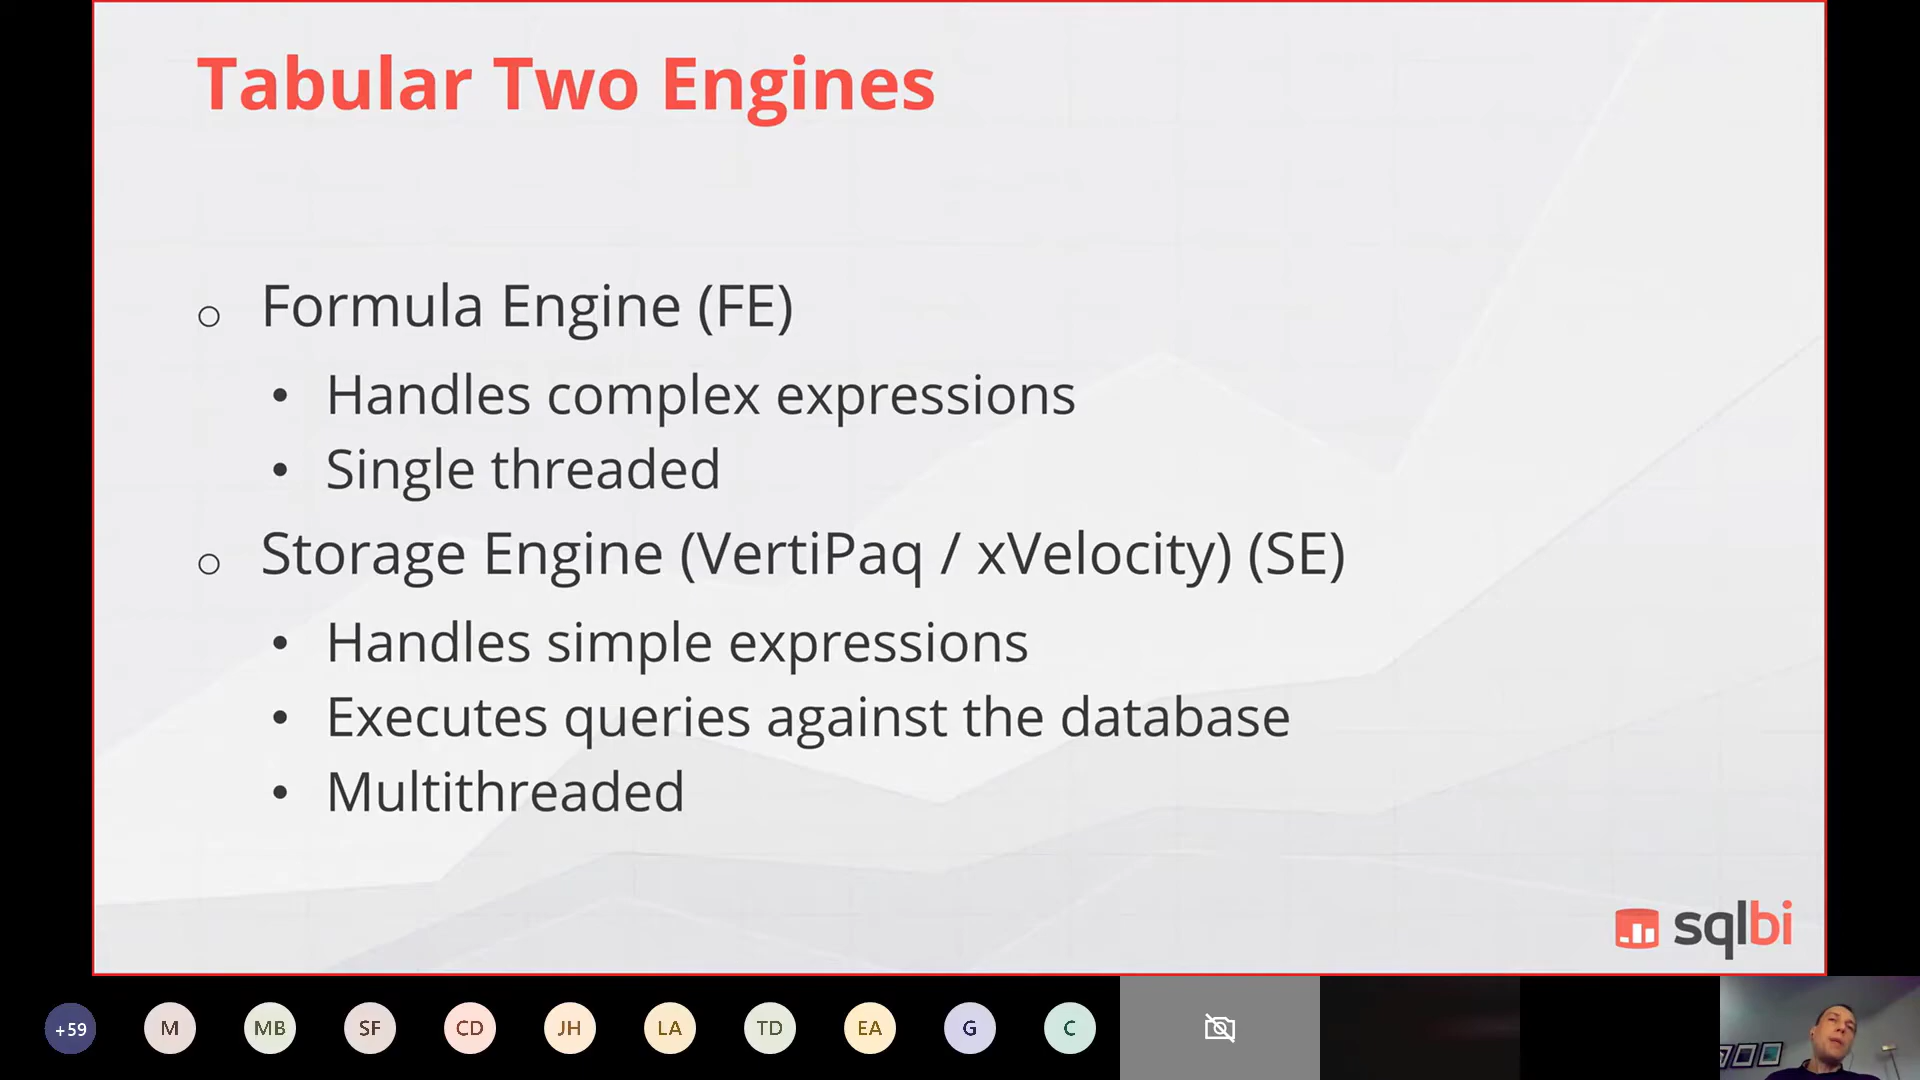 Tabular Two Engines
Formula Engine (FE)
Handles complex expressions
Single threaded
Storage Engine (VertiPaq / xVelocity) (SE)
Handles simple expressions
Executes queries against the database
Multithreaded
sqlbi
+59 M MB SF CD JH LA TD EA G C